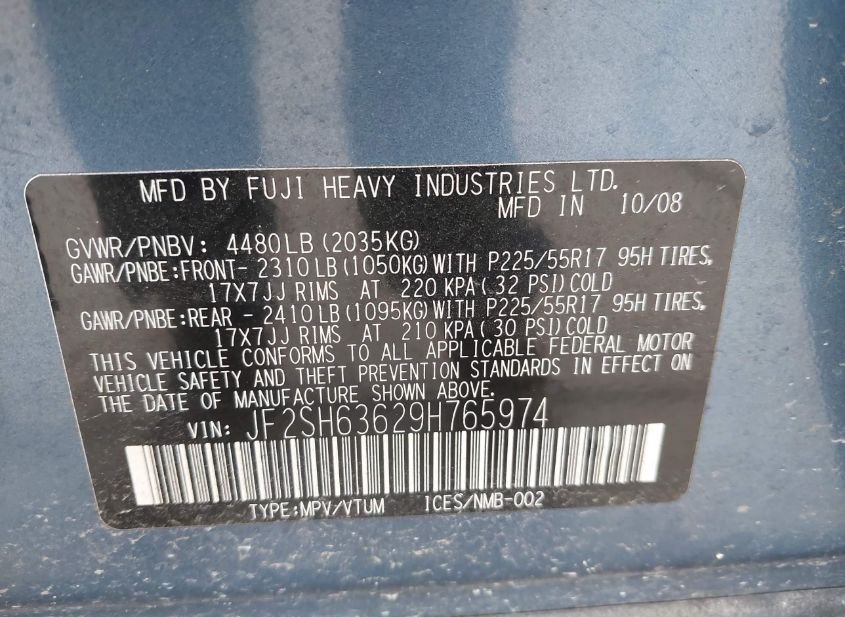 MFD BY FUJI HEAVY INDUSTRIES LTD.
MFD IN 10/08
GVWR/PNBV: 4480LB(2035KG)
GAWR/PNBE:FRONT- 2310LB(1050KG)WITH P225/55R17 95H TIRES,
17X7JJ RIMS AT 220 KPA(32 PSI)COLD
GAWR/PNBE:REAR - 2410LB(1095KG)WITH P225/55R17 95H TIRES,
17X7JJ RIMS AT 210 KPA(30 PSI)COLD
THIS VEHICLE CONFORMS TO ALL APPLICABLE FEDERAL MOTOR
VEHICLE SAFETY AND THEFT PREVENTION STANDARDS IN EFFECT ON
THE DATE OF MANUFACTURE SHOWN ABOVE.
VIN: JF2SH63629H765974
TYPE:MPV/VTUM ICES/NMB-002